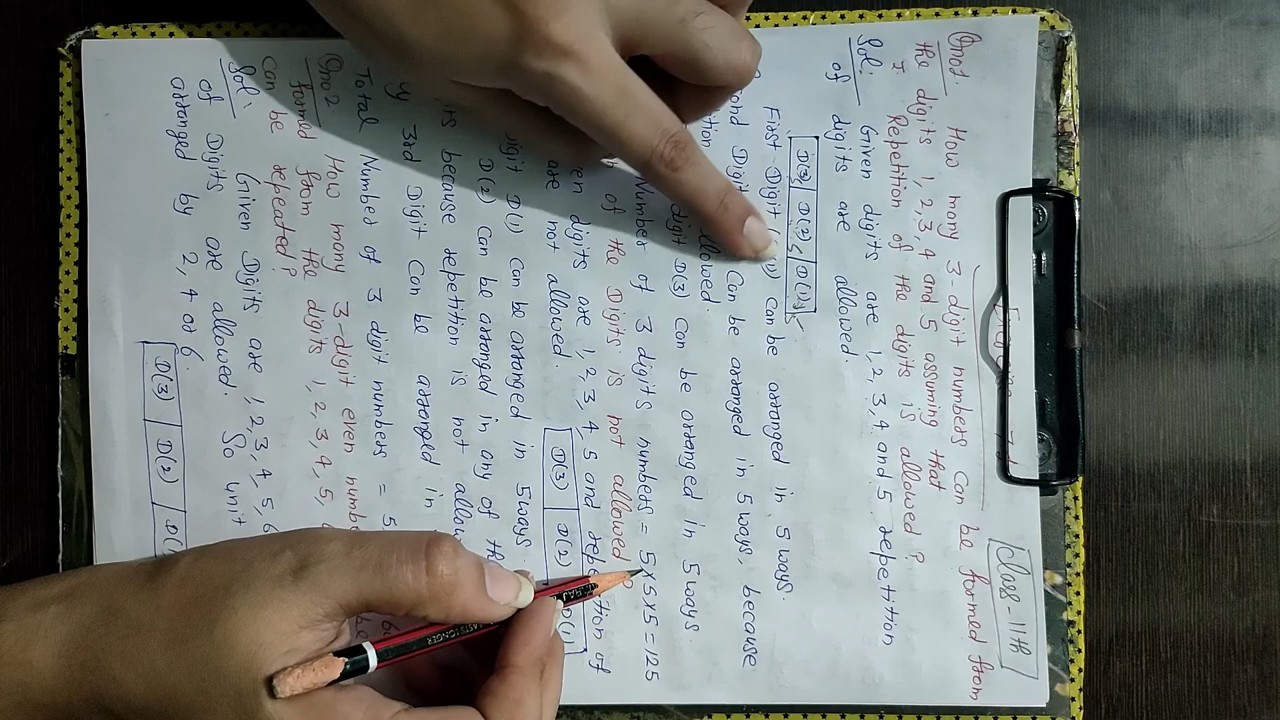 class-11th
Exercise 7.1
Qno1 How many 3-digit numbers can be formed from
the digits 1, 2, 3, 4 and 5 assuming that
I. Repetition of the digits is allowed?
Sol: Given digits are 1, 2, 3, 4 and 5 repetition
of digits are allowed.
D(3) D(2) D(1)
First Digit can be arranged in 5 ways.
Digit can be arranged in 5 ways, because
allowed.
digit D(3) can be arranged in 5 ways
Number of 3 digits numbers = 5×5×5=125
of the Digits is not allowed
digits are 1, 2, 3, 4, 5 and of
are not allowed.
D(3) D(2) D(1)
D(1) can be arranged in 5 ways
D(2) can be arranged in any of
because repetition is not
3rd Digit can be arranged in
Total Number of 3 digit numbers = 5
Qno2 How many 3-digit even
formed from the digits 1, 2, 3, 4, 5,
can be repeated?
Sol: Given Digits are 1, 2, 3, 4, 5, 6
of Digits are allowed. So unit
arranged by 2, 4 or 6.
D(3) D(2)